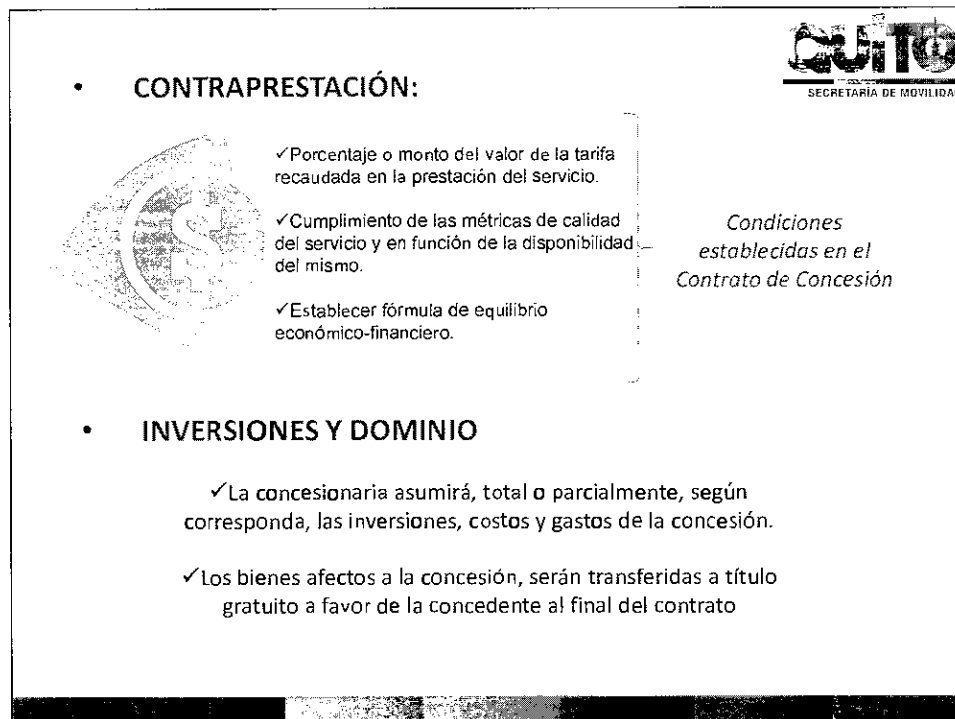 QUITO
SECRETARÍA DE MOVILIDAD
• CONTRAPRESTACIÓN:
✓Porcentaje o monto del valor de la tarifa
recaudada en la prestación del servicio.
✓Cumplimiento de las métricas de calidad
del servicio y en función de la disponibilidad
del mismo.
✓Establecer fórmula de equilibrio
económico-financiero.
Condiciones
establecidas en el
Contrato de Concesión
• INVERSIONES Y DOMINIO
✓La concesionaria asumirá, total o parcialmente, según
corresponda, las inversiones, costos y gastos de la concesión.
✓Los bienes afectos a la concesión, serán transferidas a título
gratuito a favor de la concedente al final del contrato